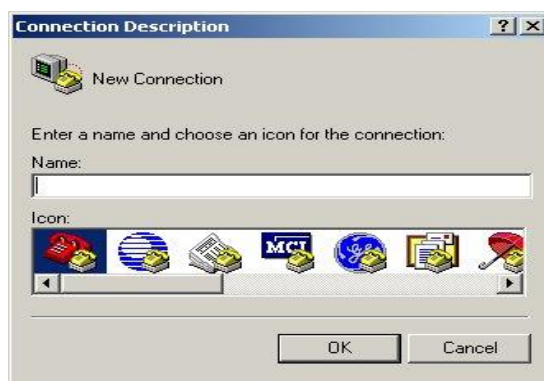 Connection Description
New Connection
Enter a name and choose an icon for the connection:
Name:
Icon:
MCI
OK
Cancel